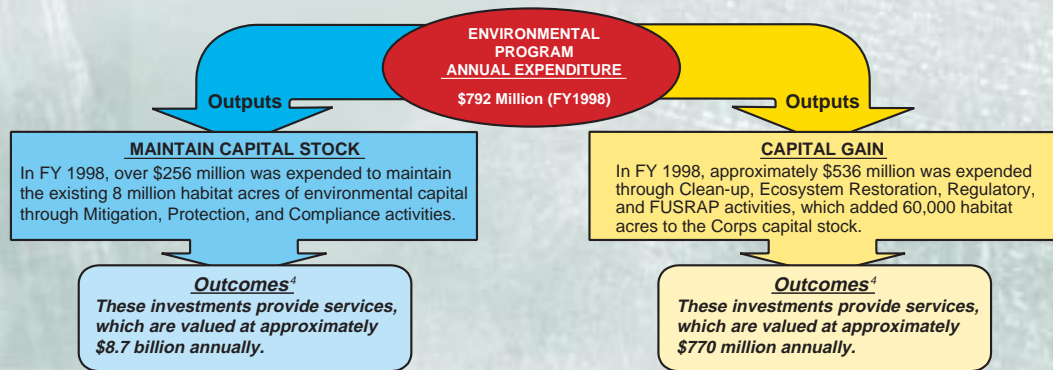 ENVIRONMENTAL
PROGRAM
ANNUAL EXPENDITURE
$792 Million (FY1998)
Outputs
Outputs
MAINTAIN CAPITAL STOCK
In FY 1998, over $256 million was expended to maintain
the existing 8 million habitat acres of environmental capital
through Mitigation, Protection, and Compliance activities.
CAPITAL GAIN
In FY 1998, approximately $536 million was expended
through Clean-up, Ecosystem Restoration, Regulatory,
and FUSRAP activities, which added 60,000 habitat
acres to the Corps capital stock.
Outcomes⁴
These investments provide services,
which are valued at approximately
$8.7 billion annually.
Outcomes⁴
These investments provide services,
which are valued at approximately
$770 million annually.